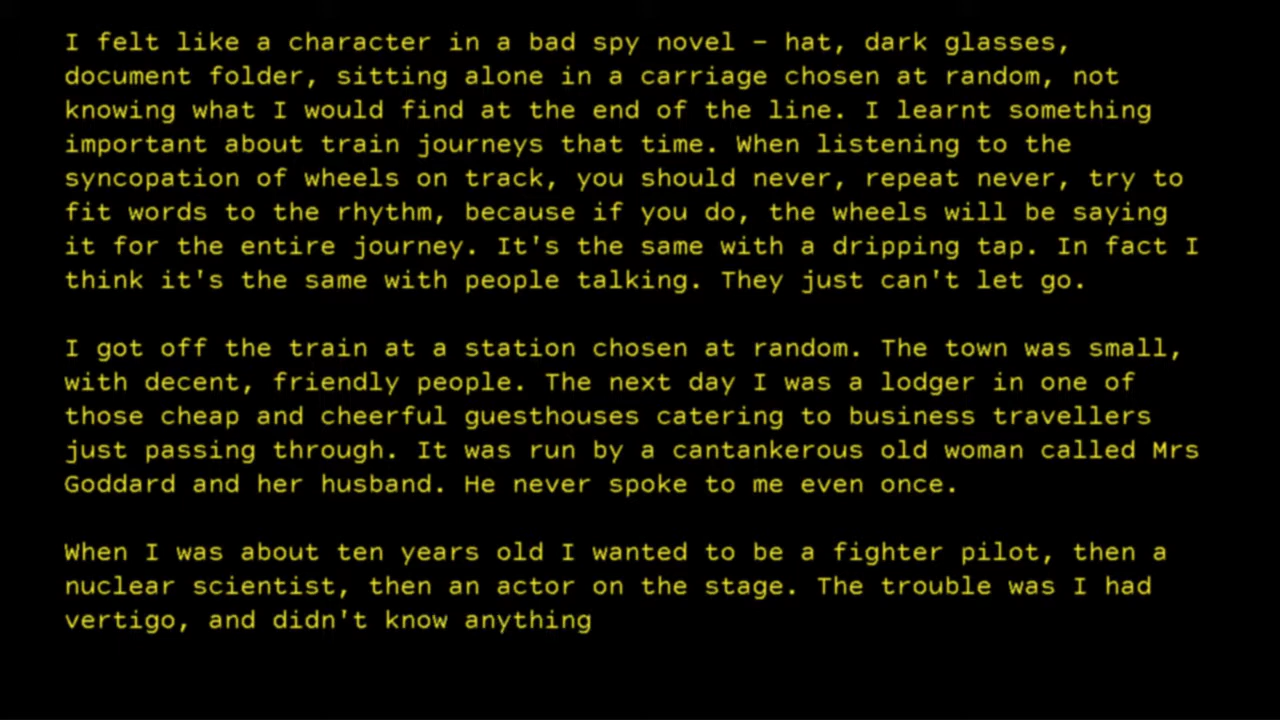 I felt like a character in a bad spy novel – hat, dark glasses,
document folder, sitting alone in a carriage chosen at random, not
knowing what I would find at the end of the line. I learnt something
important about train journeys that time. When listening to the
syncopation of wheels on track, you should never, repeat never, try to
fit words to the rhythm, because if you do, the wheels will be saying
it for the entire journey. It's the same with a dripping tap. In fact I
think it's the same with people talking. They just can't let go.

I got off the train at a station chosen at random. The town was small,
with decent, friendly people. The next day I was a lodger in one of
those cheap and cheerful guesthouses catering to business travellers
just passing through. It was run by a cantankerous old woman called Mrs
Goddard and her husband. He never spoke to me even once.

When I was about ten years old I wanted to be a fighter pilot, then a
nuclear scientist, then an actor on the stage. The trouble was I had
vertigo, and didn't know anything